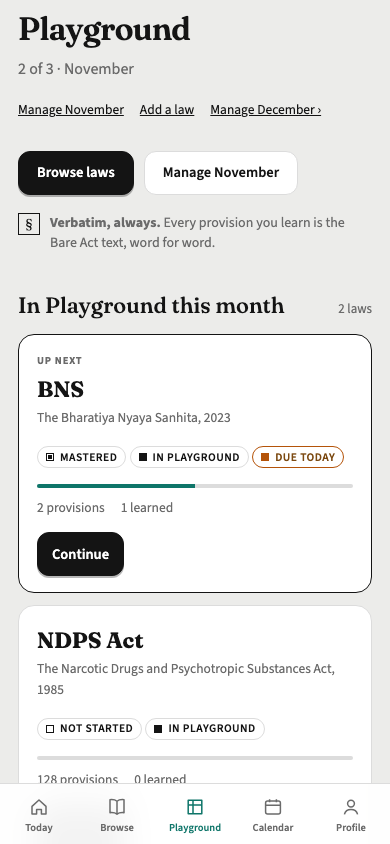 Playground
2 of 3 · November
Manage November Add a law Manage December ›
Browse laws Manage November
§ Verbatim, always. Every provision you learn is the
Bare Act text, word for word.
In Playground this month 2 laws
UP NEXT
BNS
The Bharatiya Nyaya Sanhita, 2023
MASTERED IN PLAYGROUND DUE TODAY
2 provisions 1 learned
Continue
NDPS Act
The Narcotic Drugs and Psychotropic Substances Act,
1985
NOT STARTED IN PLAYGROUND
128 provisions 0 learned
Today Browse Playground Calendar Profile